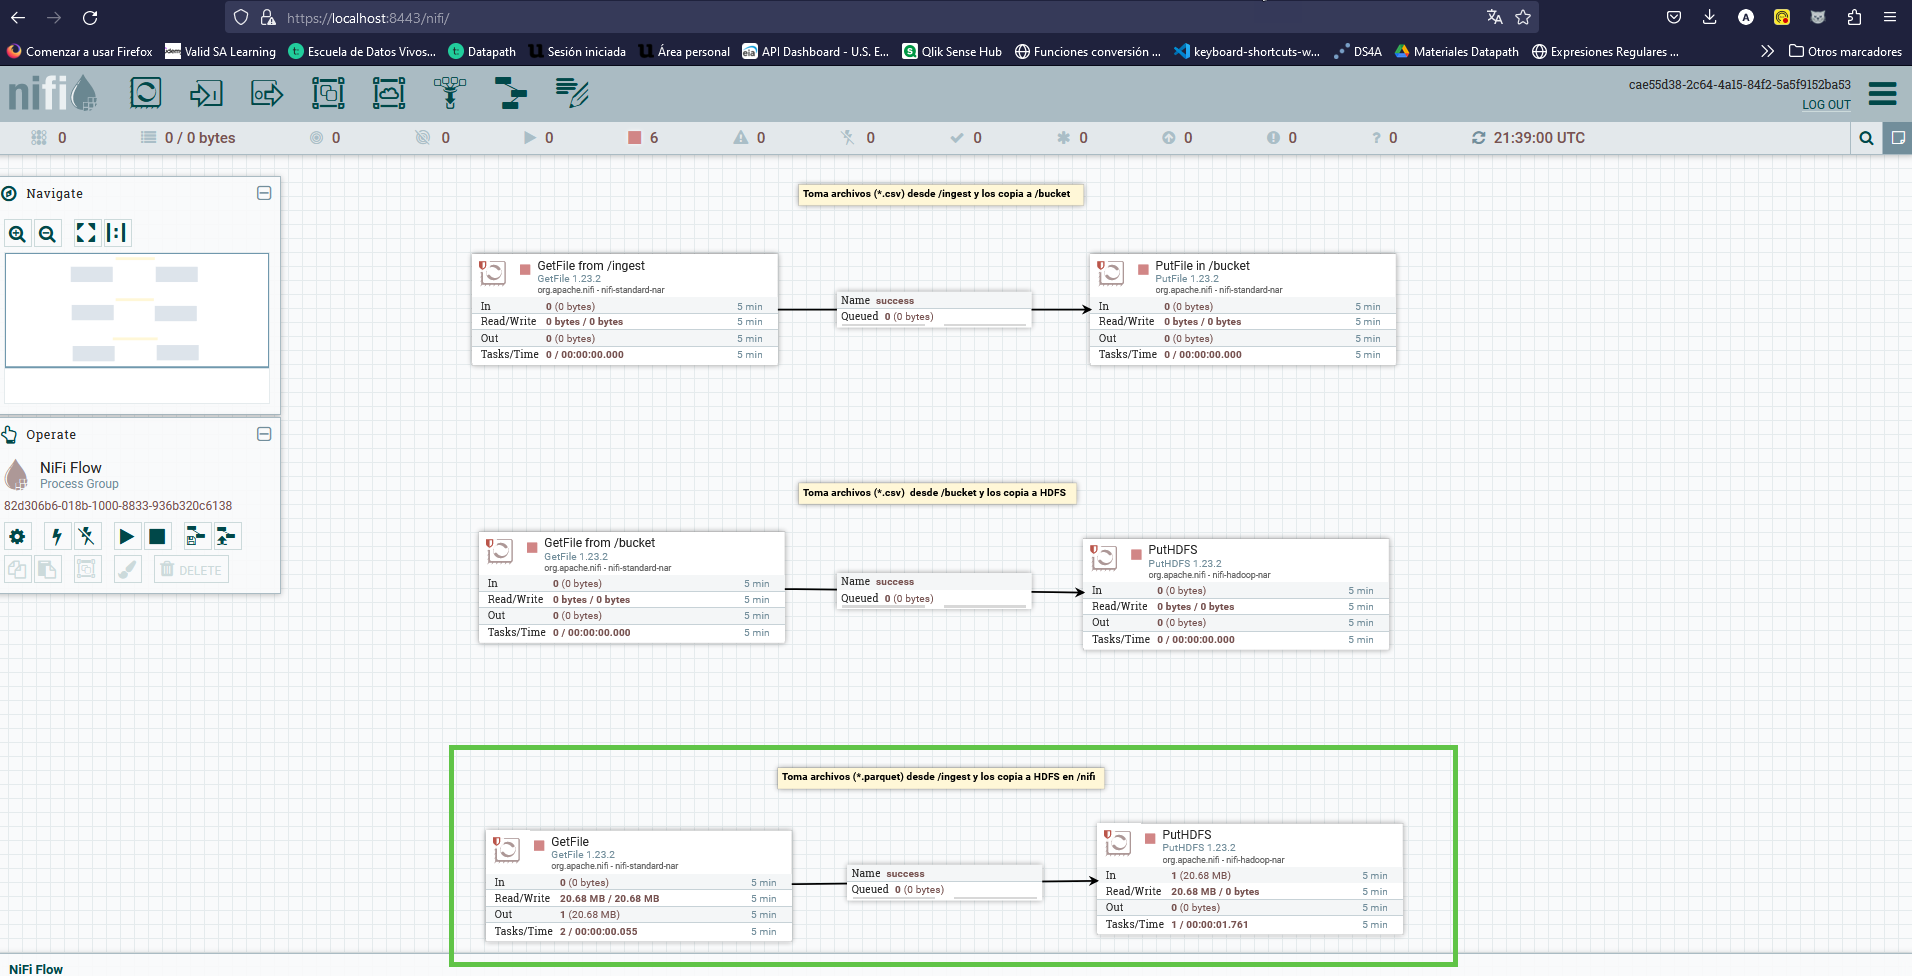 https://localhost:8443/nifi/
Comenzar a usar Firefox Valid SA Learning Escuela de Datos Vivos... Datapath Sesión iniciada Área personal API Dashboard - U.S. E... Qlik Sense Hub Funciones conversión ... keyboard-shortcuts-w... DS4A Materiales Datapath Expresiones Regulares ... Otros marcadores
nifi
cae55d38-2c64-4a15-84f2-5a5f9152ba53
LOG OUT
0 0 / 0 bytes 0 0 0 6 0 0 0 0 0 0 ? 0 21:39:00 UTC
Navigate
Operate
NiFi Flow
Process Group
82d306b6-018b-1000-8833-936b320c6138
DELETE
Toma archivos (*.csv) desde /ingest y los copia a /bucket
GetFile from /ingest
GetFile 1.23.2
org.apache.nifi - nifi-standard-nar
In 0 (0 bytes) 5 min
Read/Write 0 bytes / 0 bytes 5 min
Out 0 (0 bytes) 5 min
Tasks/Time 0 / 00:00:00.000 5 min
Name success
Queued 0 (0 bytes)
PutFile in /bucket
PutFile 1.23.2
org.apache.nifi - nifi-standard-nar
In 0 (0 bytes) 5 min
Read/Write 0 bytes / 0 bytes 5 min
Out 0 (0 bytes) 5 min
Tasks/Time 0 / 00:00:00.000 5 min
Toma archivos (*.csv) desde /bucket y los copia a HDFS
GetFile from /bucket
GetFile 1.23.2
org.apache.nifi - nifi-standard-nar
In 0 (0 bytes) 5 min
Read/Write 0 bytes / 0 bytes 5 min
Out 0 (0 bytes) 5 min
Tasks/Time 0 / 00:00:00.000 5 min
Name success
Queued 0 (0 bytes)
PutHDFS
PutHDFS 1.23.2
org.apache.nifi - nifi-hadoop-nar
In 0 (0 bytes) 5 min
Read/Write 0 bytes / 0 bytes 5 min
Out 0 (0 bytes) 5 min
Tasks/Time 0 / 00:00:00.000 5 min
Toma archivos (*.parquet) desde /ingest y los copia a HDFS en /nifi
GetFile
GetFile 1.23.2
org.apache.nifi - nifi-standard-nar
In 0 (0 bytes) 5 min
Read/Write 20.68 MB / 20.68 MB 5 min
Out 1 (20.68 MB) 5 min
Tasks/Time 2 / 00:00:00.055 5 min
Name success
Queued 0 (0 bytes)
PutHDFS
PutHDFS 1.23.2
org.apache.nifi - nifi-hadoop-nar
In 1 (20.68 MB) 5 min
Read/Write 20.68 MB / 0 bytes 5 min
Out 0 (0 bytes) 5 min
Tasks/Time 1 / 00:00:01.761 5 min
NiFi Flow